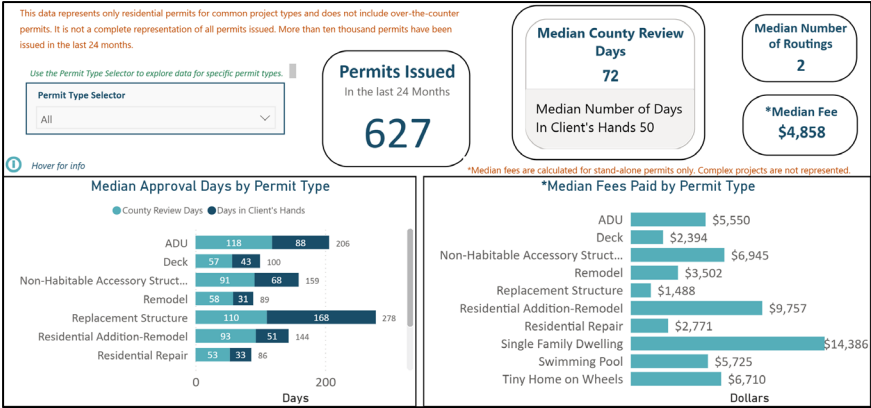 This data represents only residential permits for common project types and does not include over-the-counter
permits. It is not a complete representation of all permits issued. More than ten thousand permits have been
issued in the last 24 months.
Use the Permit Type Selector to explore data for specific permit types.
Permit Type Selector
All
Hover for info
Permits Issued
In the last 24 Months
627
Median County Review
Days
72
Median Number of Days
In Client's Hands 50
Median Number
of Routings
2
*Median Fee
$4,858
*Median fees are calculated for stand-alone permits only. Complex projects are not represented.
Median Approval Days by Permit Type
County Review Days Days in Client's Hands
ADU 118 88 206
Deck 57 43 100
Non-Habitable Accessory Struct... 91 68 159
Remodel 58 31 89
Replacement Structure 110 168 278
Residential Addition-Remodel 93 51 144
Residential Repair 53 33 86
0 200
Days
*Median Fees Paid by Permit Type
ADU $5,550
Deck $2,394
Non-Habitable Accessory Struct... $6,945
Remodel $3,502
Replacement Structure $1,488
Residential Addition-Remodel $9,757
Residential Repair $2,771
Single Family Dwelling $14,386
Swimming Pool $5,725
Tiny Home on Wheels $6,710
Dollars